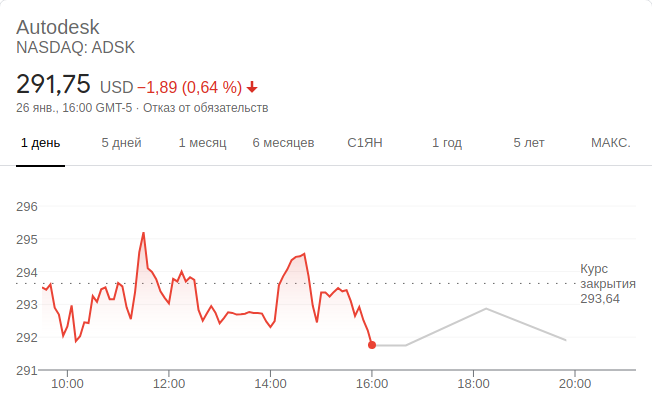 Autodesk
NASDAQ: ADSK
291,75 USD −1,89 (0,64 %)
26 янв., 16:00 GMT-5 · Отказ от обязательств
1 день 5 дней 1 месяц 6 месяцев С1ЯН 1 год 5 лет МАКС.
296
295
294
293
292
291
Курс
закрытия
293,64
10:00 12:00 14:00 16:00 18:00 20:00